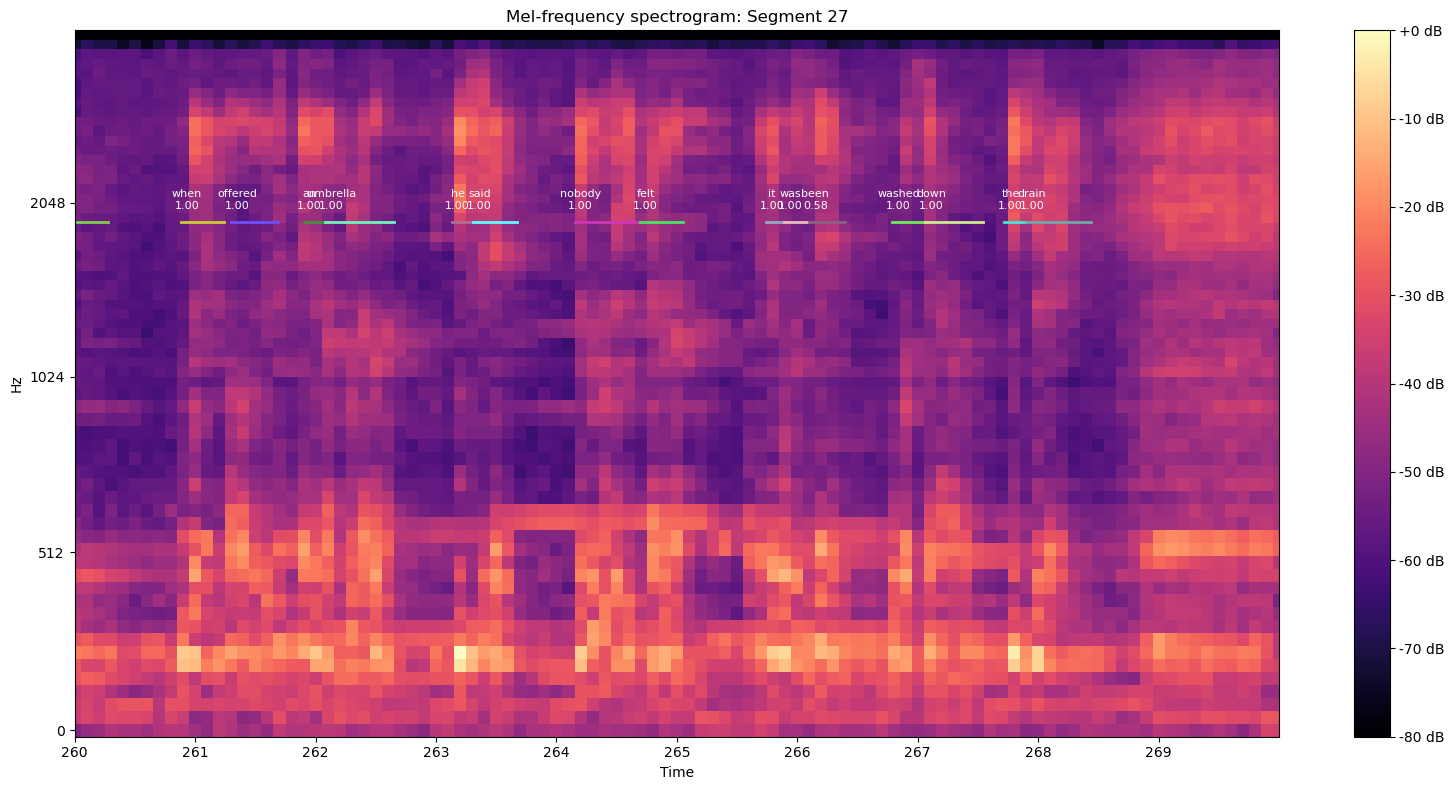 Mel-frequency spectrogram: Segment 27
+0 dB
-10 dB
-20 dB
-30 dB
-40 dB
-50 dB
-60 dB
-70 dB
-80 dB
Hz
2048
1024
512
0
when offered an umbrella he said nobody felt it was been washed down the drain
1.00 1.00 1.00 1.00 1.00 1.00 1.00 1.00 1.00 1.00 0.58 1.00 1.00 1.00 1.00
260 261 262 263 264 265 266 267 268 269
Time